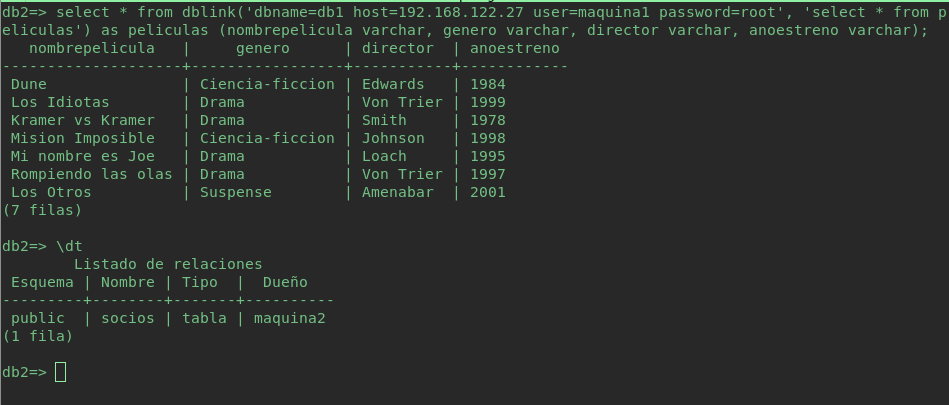 db2=> select * from dblink('dbname=db1 host=192.168.122.27 user=maquina1 password=root', 'select * from p
eliculas') as peliculas (nombrepelicula varchar, genero varchar, director varchar, anoestreno varchar);
   nombrepelicula   |     genero      | director  | anoestreno 
--------------------+-----------------+-----------+------------
 Dune               | Ciencia-ficcion | Edwards   | 1984
 Los Idiotas        | Drama           | Von Trier | 1999
 Kramer vs Kramer   | Drama           | Smith     | 1978
 Mision Imposible   | Ciencia-ficcion | Johnson   | 1998
 Mi nombre es Joe   | Drama           | Loach     | 1995
 Rompiendo las olas | Drama           | Von Trier | 1997
 Los Otros          | Suspense        | Amenabar  | 2001
(7 filas)

db2=> \dt
        Listado de relaciones
 Esquema | Nombre | Tipo  |  Dueño   
---------+--------+-------+----------
 public  | socios | tabla | maquina2
(1 fila)

db2=>